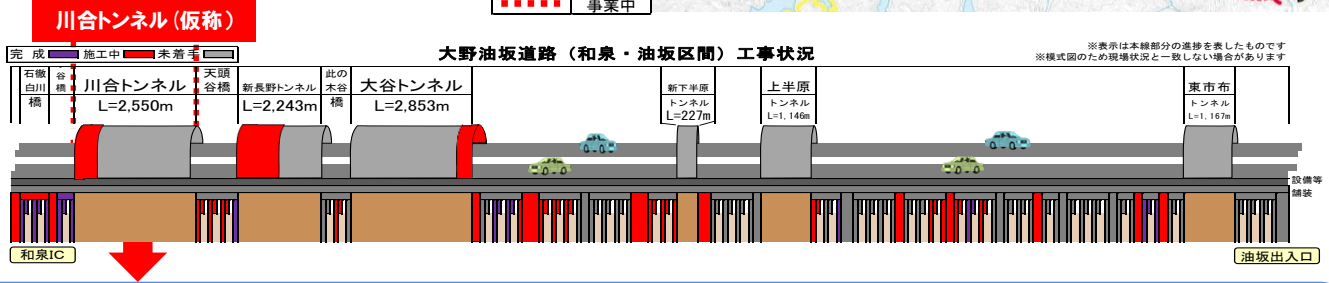 事業中
川合トンネル(仮称)
完 成 施工中 未着手
大野油坂道路（和泉・油坂区間）工事状況
※表示は本線部分の進捗を表したものです
※模式図のため現場状況と一致しない場合があります
石徹
白川
橋
谷
橋
川合トンネル
L=2,550m
天頭
谷橋
新長野トンネル
L=2,243m
此の
木谷
橋
大谷トンネル
L=2,853m
新下半原
トンネル
L=227m
上半原
トンネル
L=1,146m
東市布
トンネル
L=1,167m
設備等
舗装
和泉IC
油坂出入口